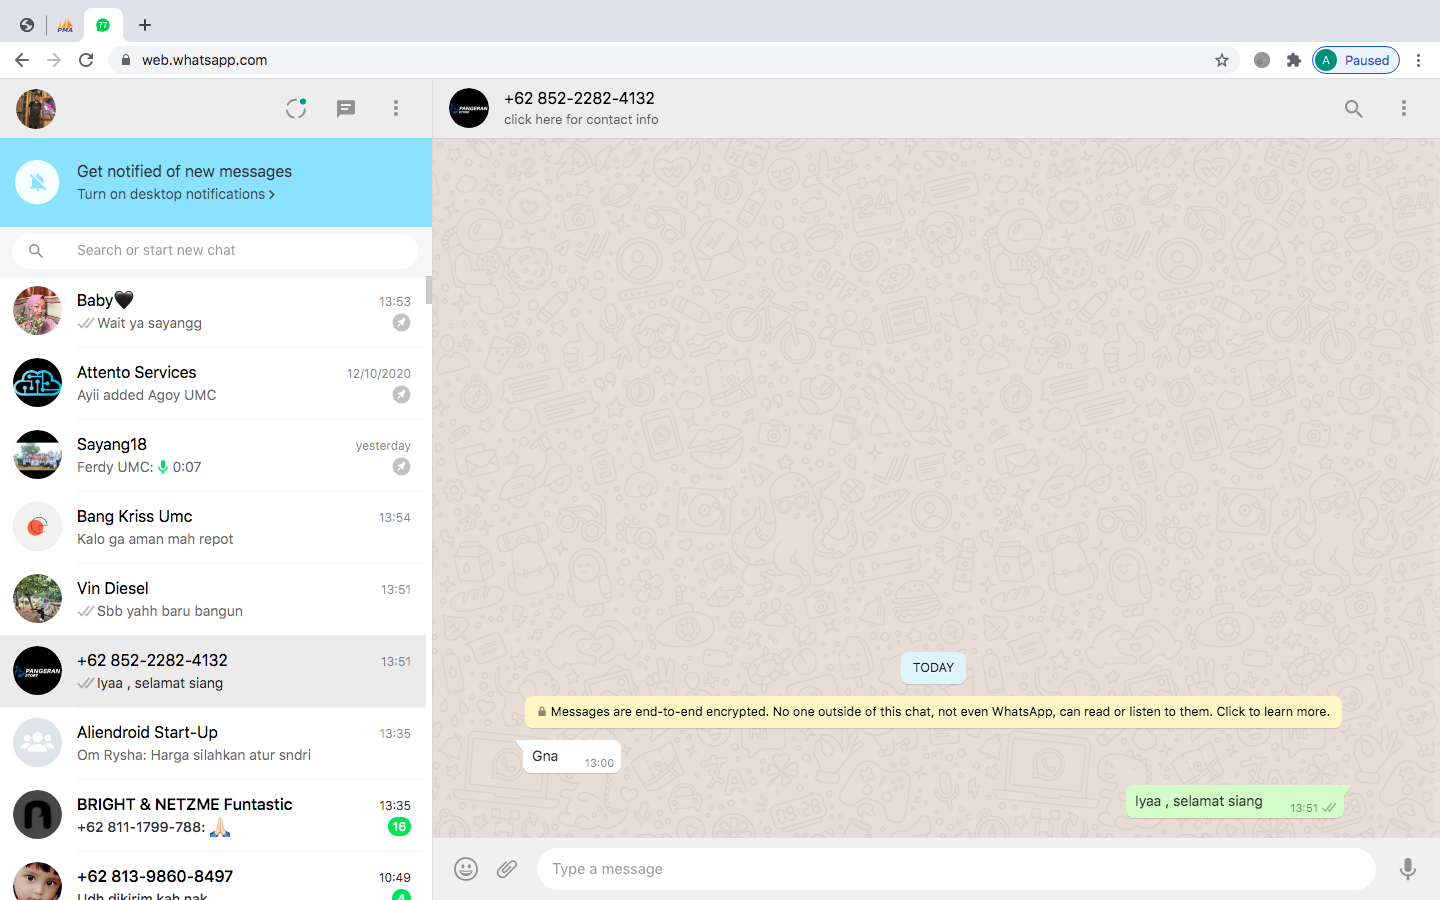 PMA
77
web.whatsapp.com
A
Paused
PANGERAN
STORE
+62 852-2282-4132
click here for contact info
Get notified of new messages
Turn on desktop notifications >
Search or start new chat
Baby🖤
13:53
Wait ya sayangg
Attento Services
12/10/2020
Ayii added Agoy UMC
Sayang18
yesterday
Ferdy UMC: 0:07
Bang Kriss Umc
13:54
Kalo ga aman mah repot
Vin Diesel
13:51
Sbb yahh baru bangun
PANGERAN
STORE
+62 852-2282-4132
13:51
Iyaa , selamat siang
Aliendroid Start-Up
13:35
Om Rysha: Harga silahkan atur sndri
BRIGHT & NETZME Funtastic
13:35
+62 811-1799-788: 🙏🏻
16
+62 813-9860-8497
10:49
Udh dikirim kah nak
4
TODAY
Messages are end-to-end encrypted. No one outside of this chat, not even WhatsApp, can read or listen to them. Click to learn more.
Gna
13:00
Iyaa , selamat siang
13:51
Type a message